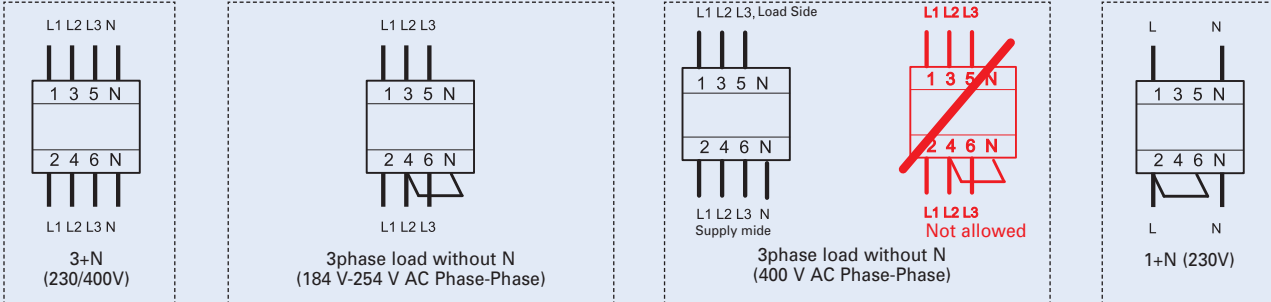 L1 L2 L3 N
1 3 5 N
2 4 6 N
L1 L2 L3 N
3+N
(230/400V)
L1 L2 L3
1 3 5 N
2 4 6 N
L1 L2 L3
3phase load without N
(184 V-254 V AC Phase-Phase)
L1 L2 L3, Load Side
1 3 5 N
2 4 6 N
L1 L2 L3 N
Supply mide
L1 L2 L3
1 3 5 N
2 4 6 N
L1 L2 L3
Not allowed
3phase load without N
(400 V AC Phase-Phase)
L N
1 3 5 N
2 4 6 N
L N
1+N (230V)